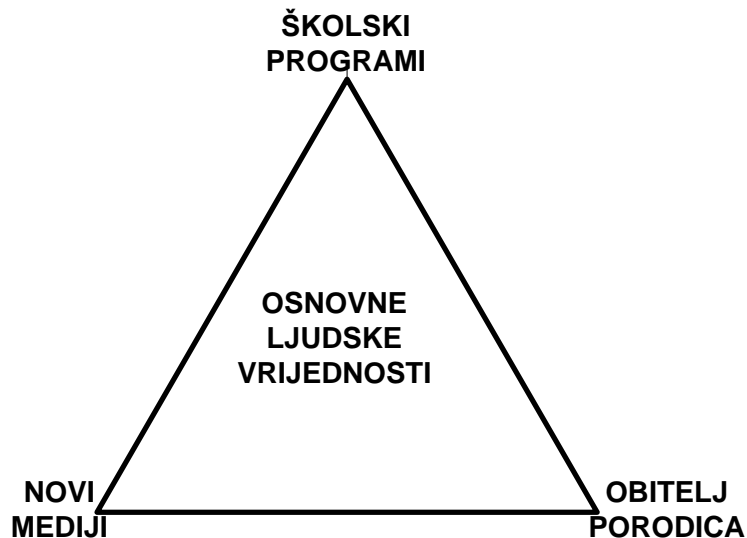 ŠKOLSKI
PROGRAMI
OSNOVNE
LJUDSKE
VRIJEDNOSTI
NOVI
MEDIJI
OBITELJ
PORODICA